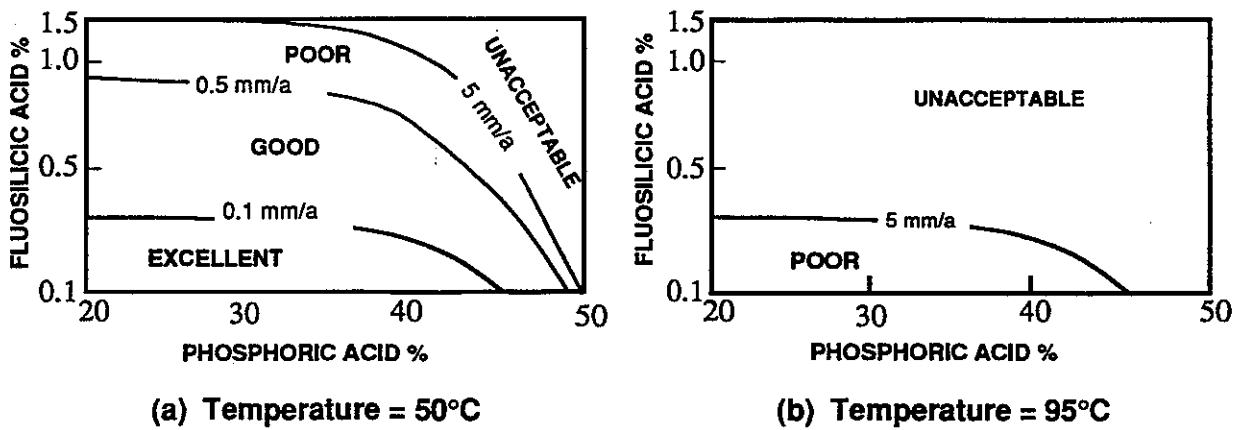 FLUOSILICIC ACID %
1.5
1.0
0.5
0.1
POOR
UNACCEPTABLE
0.5 mm/a
5 mm/a
GOOD
0.1 mm/a
EXCELLENT
20 30 40 50
PHOSPHORIC ACID %
(a) Temperature = 50°C
FLUOSILICIC ACID %
1.5
1.0
0.5
0.1
UNACCEPTABLE
5 mm/a
POOR
20 30 40 50
PHOSPHORIC ACID %
(b) Temperature = 95°C